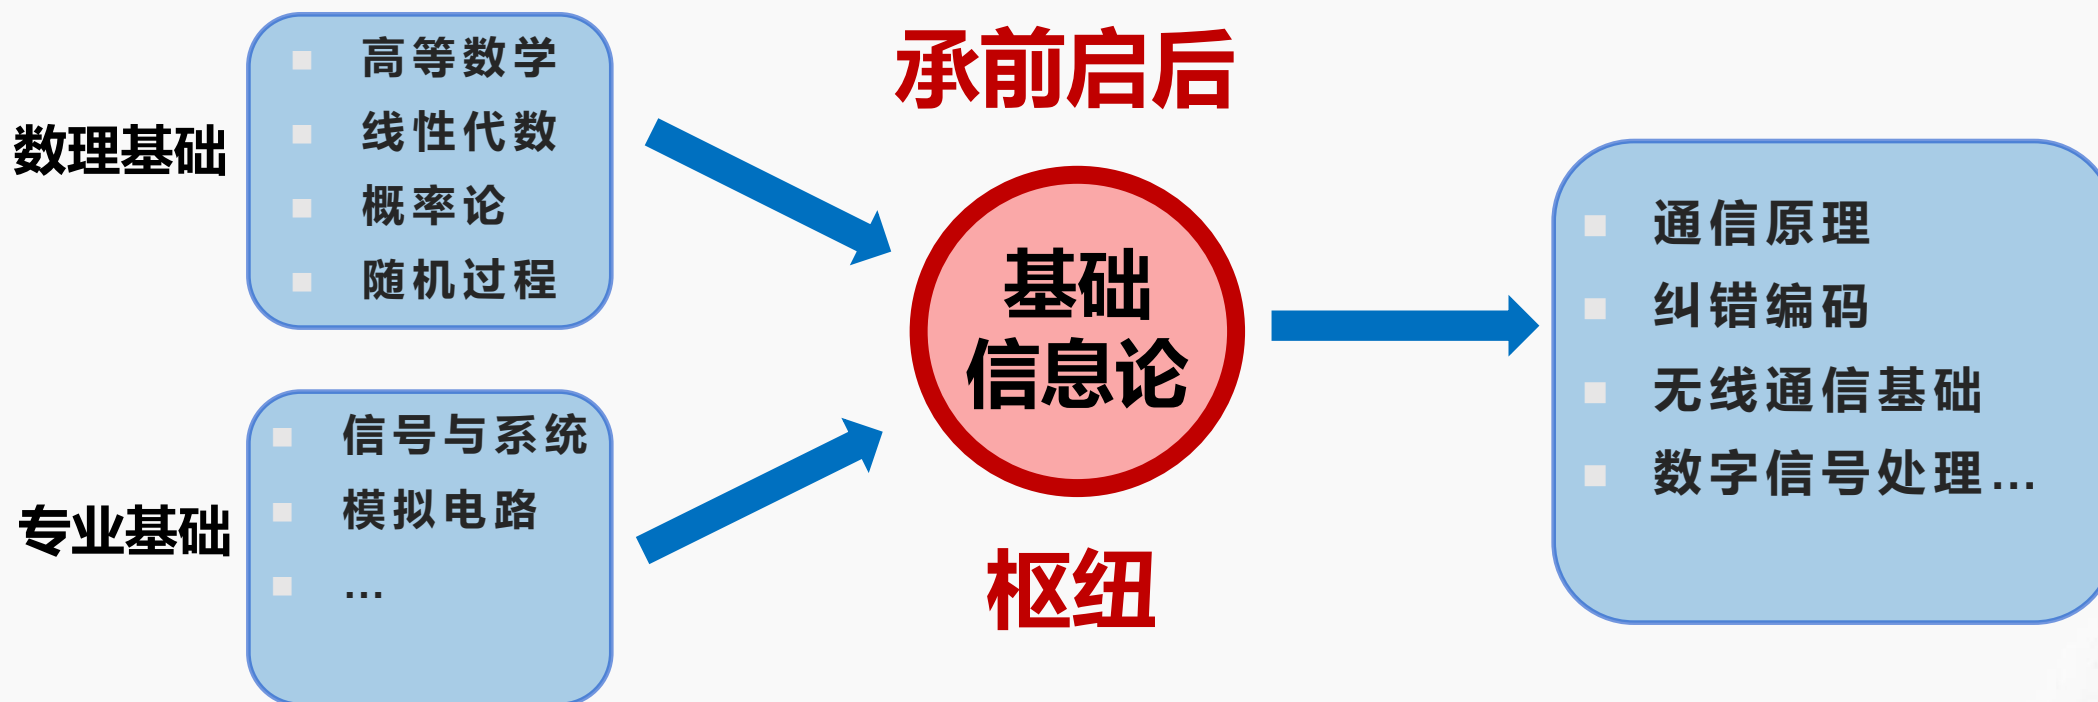 数理基础
高等数学
线性代数
概率论
随机过程
专业基础
信号与系统
模拟电路
...
承前启后
基础
信息论
枢纽
通信原理
纠错编码
无线通信基础
数字信号处理...